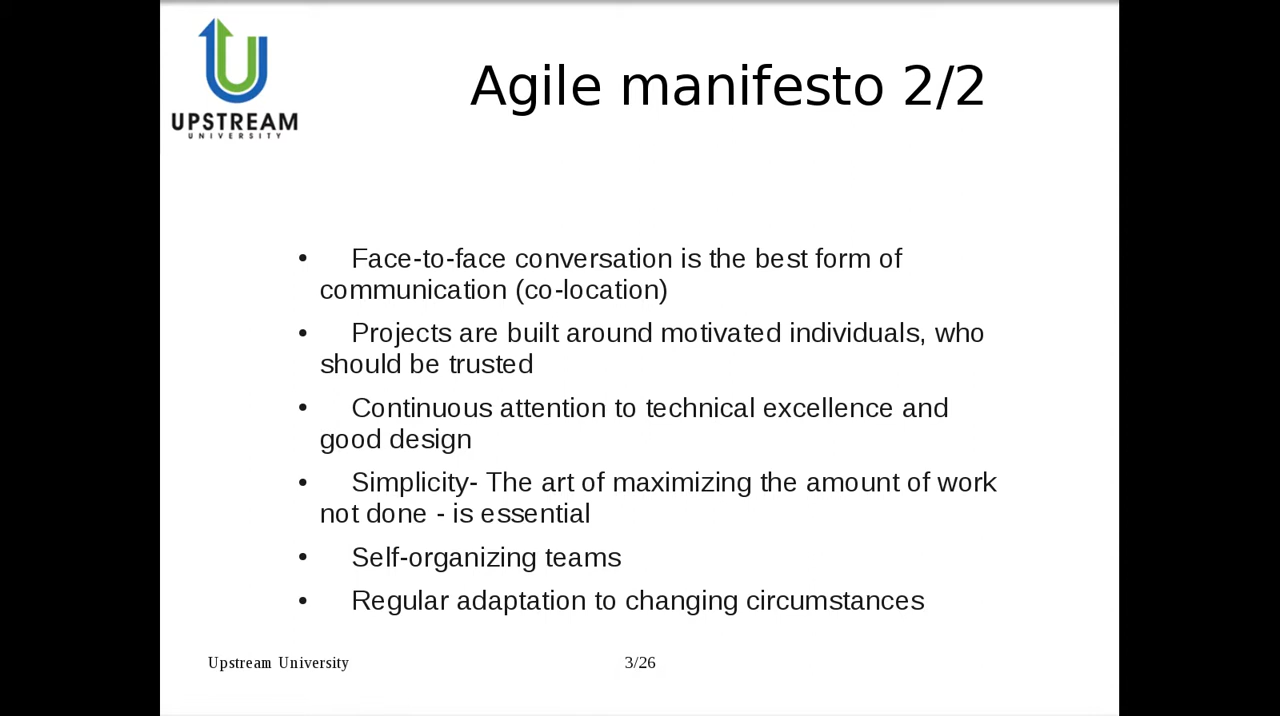 UPSTREAM
UNIVERSITY
Agile manifesto 2/2
• Face-to-face conversation is the best form of
communication (co-location)
• Projects are built around motivated individuals, who
should be trusted
• Continuous attention to technical excellence and
good design
• Simplicity- The art of maximizing the amount of work
not done - is essential
• Self-organizing teams
• Regular adaptation to changing circumstances
Upstream University
3/26